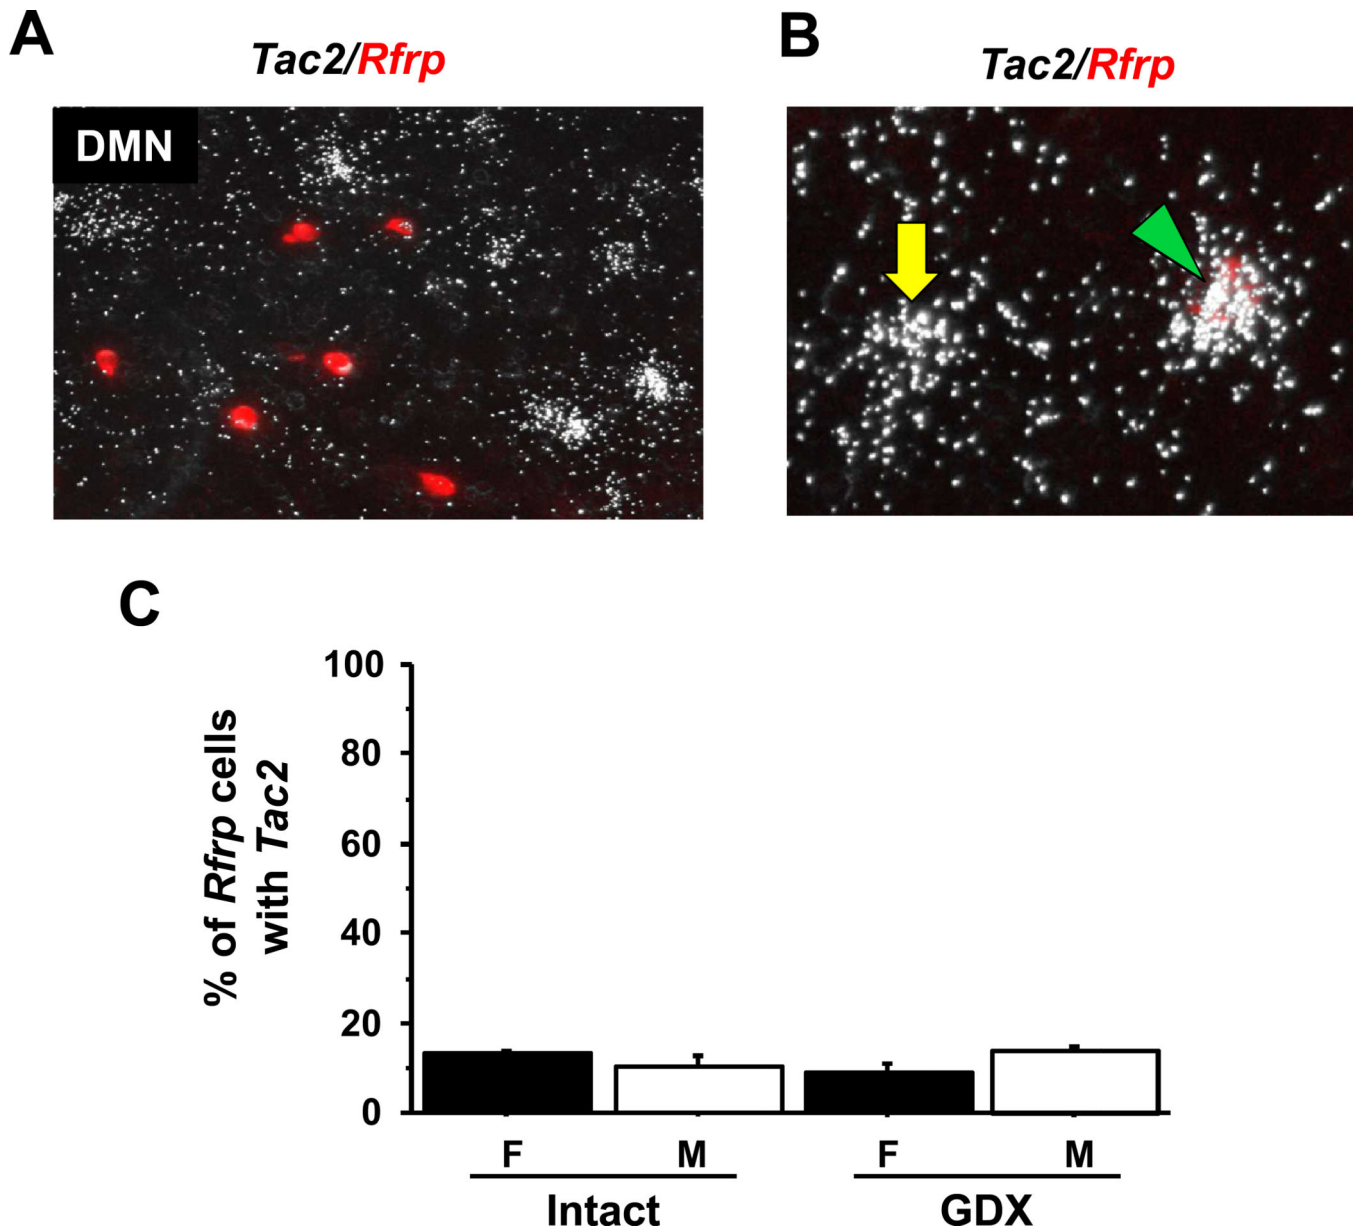 A
Tac2/Rfrp
DMN
B
Tac2/Rfrp
C
% of Rfrp cells
with Tac2
100
80
60
40
20
0
F
M
F
M
Intact
GDX